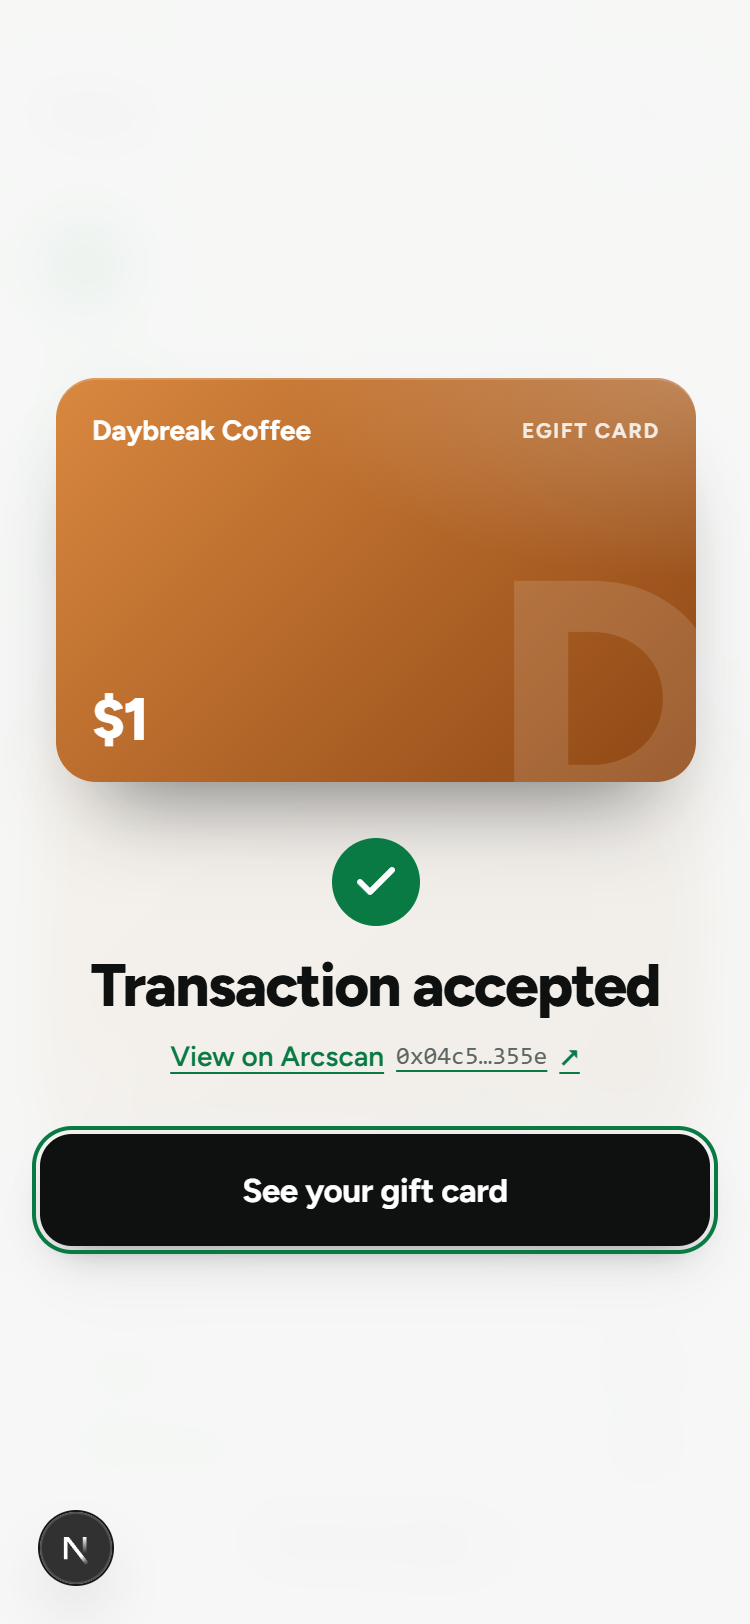 Daybreak Coffee EGIFT CARD
$1
D
Transaction accepted
View on Arcscan 0x04c5…355e ↗
See your gift card
N